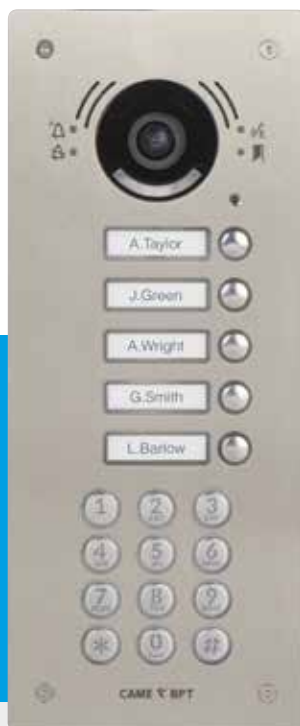 A.Taylor
J.Green
A.Wright
G.Smith
L.Barlow
1 2 3
4 5 6
7 8 9
* 0 #
CAME BPT